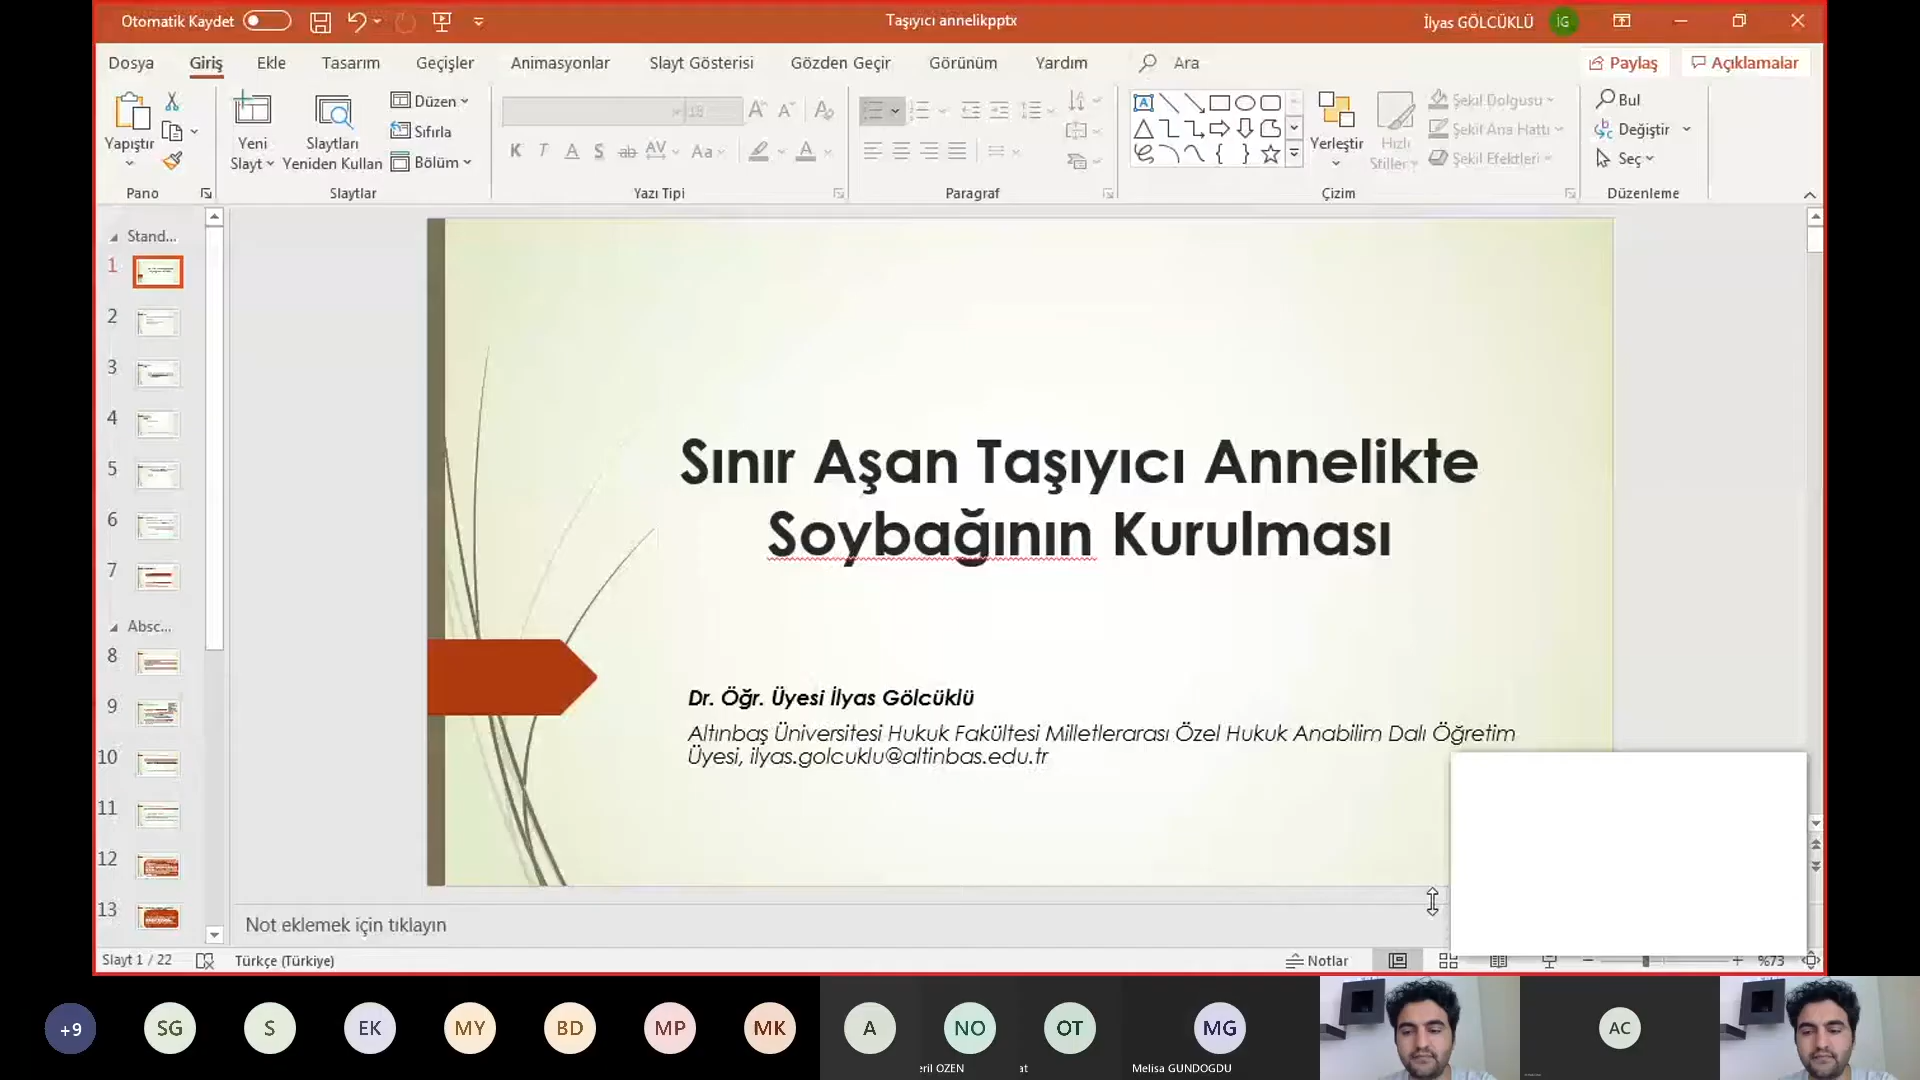 Otomatik Kaydet
Taşıyıcı annelikpptx
İlyas GÖLCÜKLÜ
İG
Dosya
Giriş
Ekle
Tasarım
Geçişler
Animasyonlar
Slayt Gösterisi
Gözden Geçir
Görünüm
Yardım
Ara
Paylaş
Açıklamalar
Yapıştır
Yeni
Slayt
Slaytları
Yeniden Kullan
Düzen
Sıfırla
Bölüm
18
K T A S ab AV Aa A
Yerleştir
Hızlı
Stiller
Şekil Dolgusu
Şekil Ana Hattı
Şekil Efektleri
Bul
Değiştir
Seç
Pano
Slaytlar
Yazı Tipi
Paragraf
Çizim
Düzenleme
Stand...
1
2
3
4
5
6
7
Absc...
8
9
10
11
12
13
Sınır Aşan Taşıyıcı Annelikte
Soybağının Kurulması
Dr. Öğr. Üyesi İlyas Gölcüklü
Altınbaş Üniversitesi Hukuk Fakültesi Milletlerarası Özel Hukuk Anabilim Dalı Öğretim
Üyesi, ilyas.golcuklu@altinbas.edu.tr
Not eklemek için tıklayın
Slayt 1 / 22
Türkçe (Türkiye)
Notlar
%73
+9
SG
S
EK
MY
BD
MP
MK
A
NO
OT
MG
AC
eril OZEN
at
Melisa GUNDOGDU